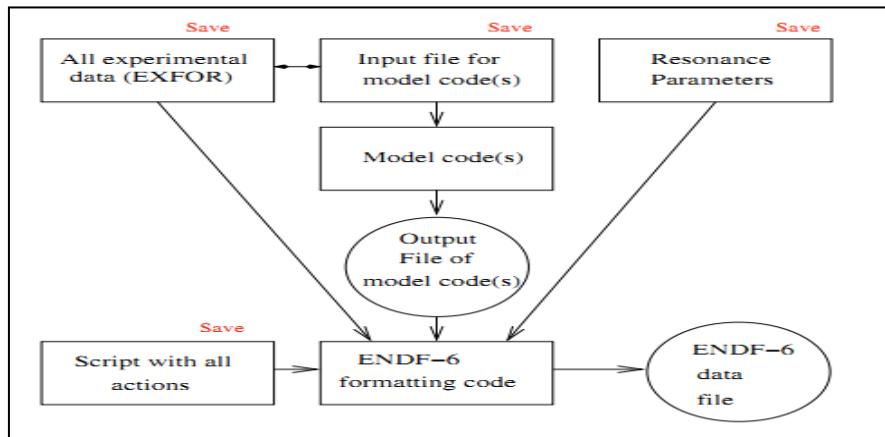 Save
All experimental
data (EXFOR)
Save
Input file for
model code(s)
Save
Resonance
Parameters
Model code(s)
Output
File of
model code(s)
Save
Script with all
actions
ENDF−6
formatting code
ENDF−6
data
file